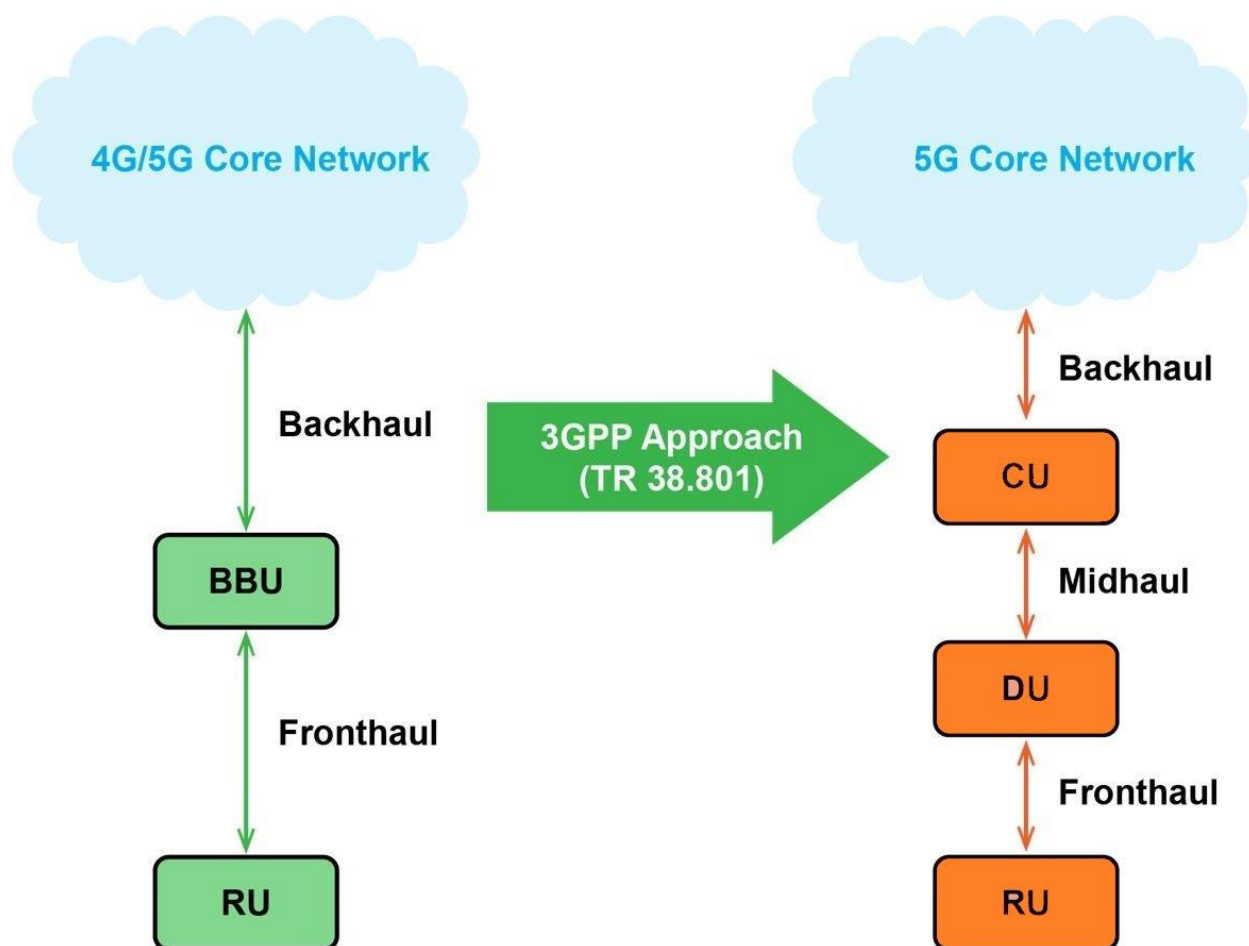 4G/5G Core Network
Backhaul
BBU
Fronthaul
RU
3GPP Approach
(TR 38.801)
5G Core Network
Backhaul
CU
Midhaul
DU
Fronthaul
RU